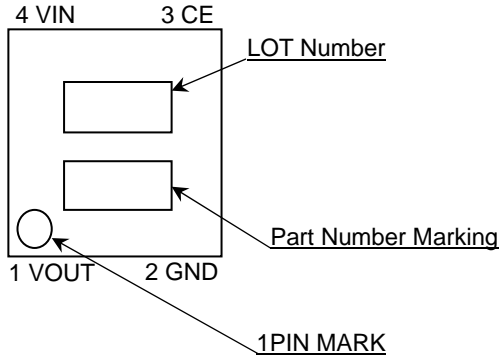 4 VIN 3 CE
LOT Number
Part Number Marking
1 VOUT 2 GND
1PIN MARK